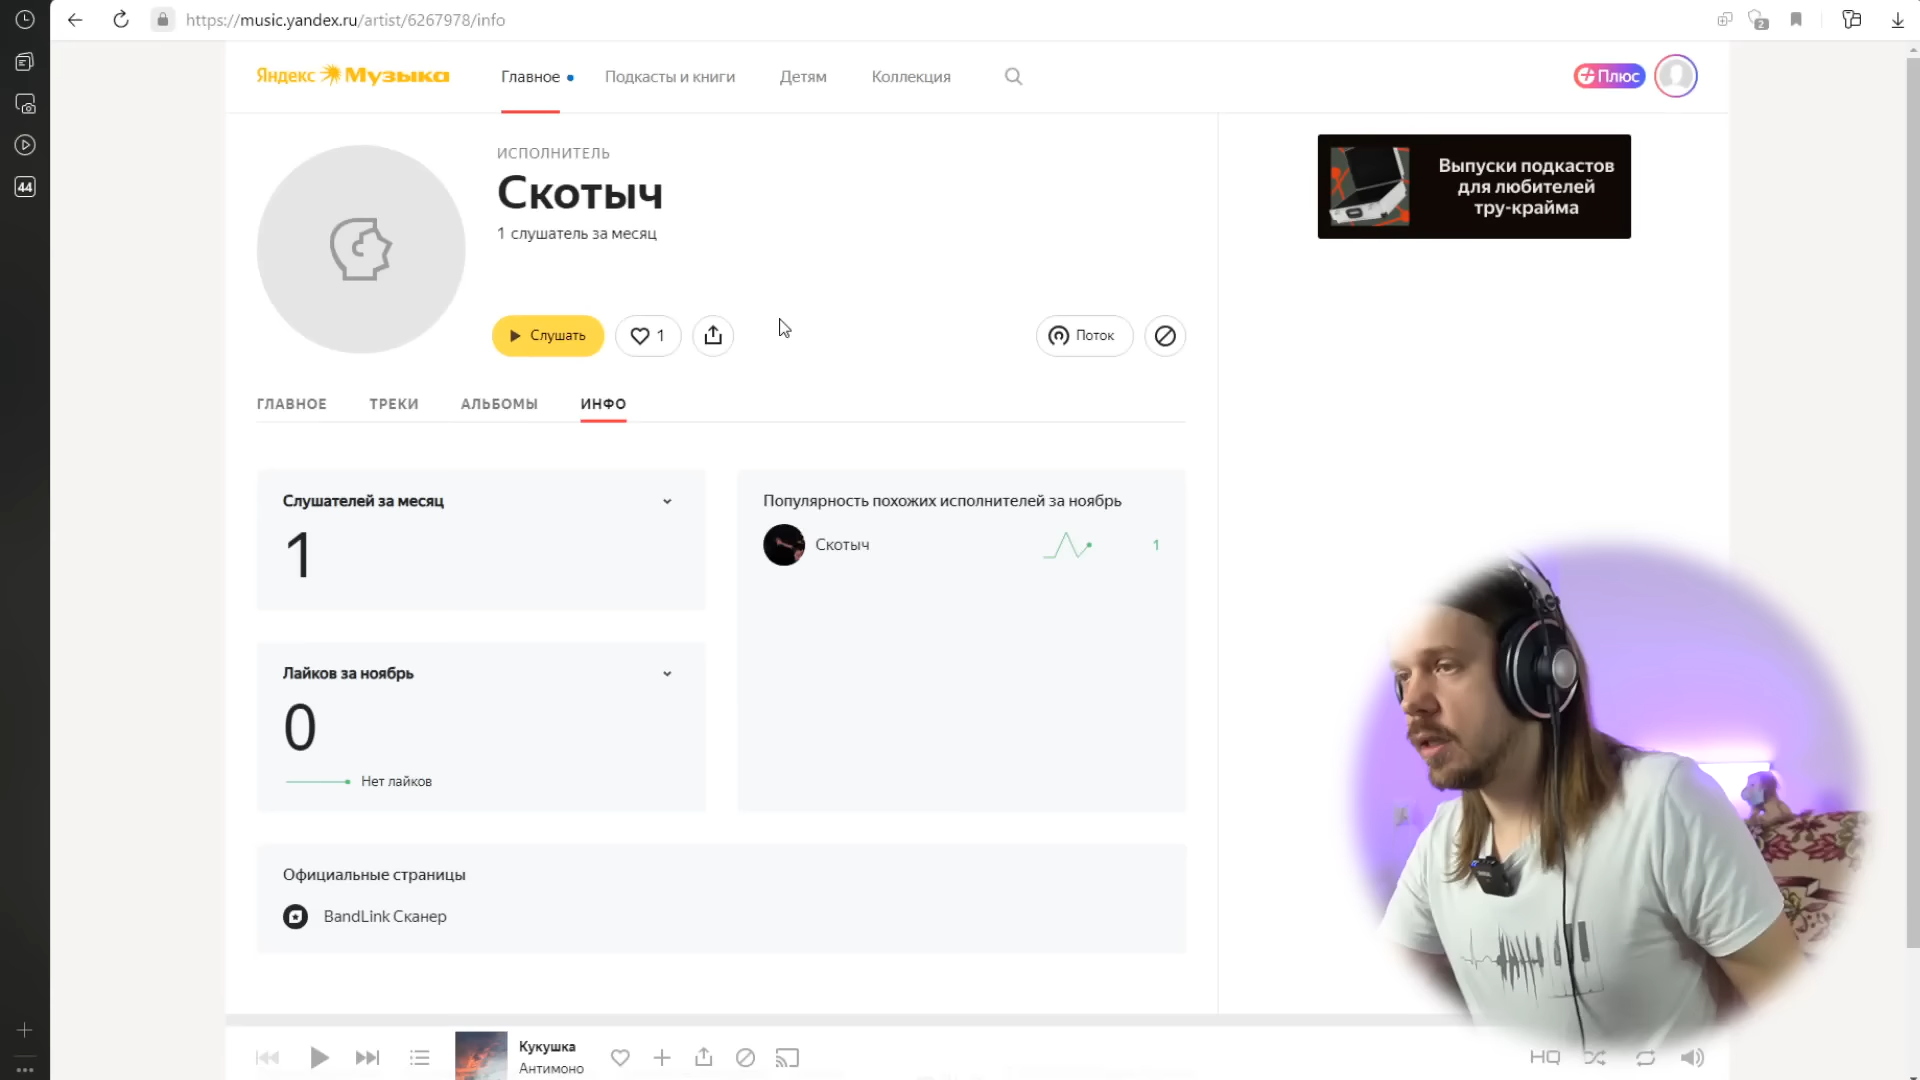 https://music.yandex.ru/artist/6267978/info
2
44
Яндекс Музыка
Главное
Подкасты и книги
Детям
Коллекция
Плюс
ИСПОЛНИТЕЛЬ
Скотыч
1 слушатель за месяц
Слушать
1
Поток
Выпуски подкастов
для любителей
тру-крайма
ГЛАВНОЕ
ТРЕКИ
АЛЬБОМЫ
ИНФО
Слушателей за месяц
1
Популярность похожих исполнителей за ноябрь
Скотыч
1
Лайков за ноябрь
0
Нет лайков
Официальные страницы
BandLink Сканер
Кукушка
Антимоно
HQ